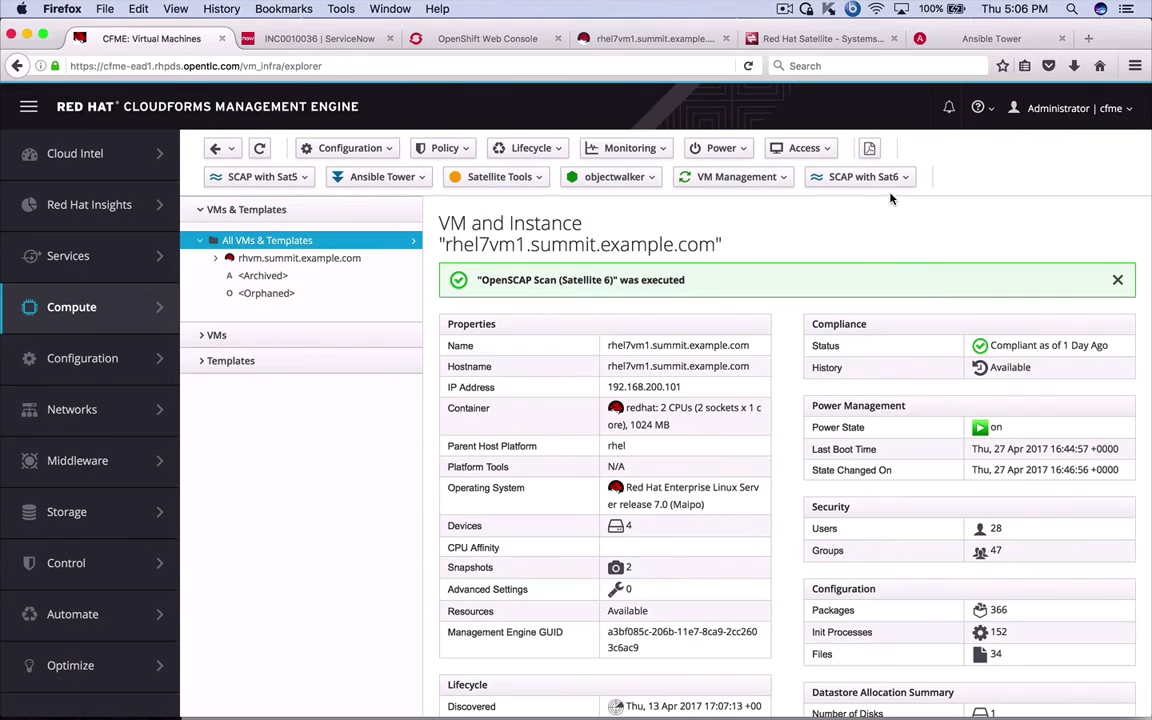 Firefox File Edit View History Bookmarks Tools Window Help 100% Thu 5:06 PM
CFME: Virtual Machines INC0010036 | ServiceNow OpenShift Web Console rhel7vm1.summit.example.... Red Hat Satellite - Systems... Ansible Tower
https://cfme-ead1.rhpds.opentlc.com/vm_infra/explorer Search
RED HAT® CLOUDFORMS MANAGEMENT ENGINE Administrator | cfme
Cloud Intel
Red Hat Insights
Services
Compute
Configuration
Networks
Middleware
Storage
Control
Automate
Optimize
Configuration Policy Lifecycle Monitoring Power Access
SCAP with Sat5 Ansible Tower Satellite Tools objectwalker VM Management SCAP with Sat6
VMs & Templates
All VMs & Templates
rhvm.summit.example.com
A <Archived>
O <Orphaned>
VMs
Templates
VM and Instance
"rhel7vm1.summit.example.com"
"OpenSCAP Scan (Satellite 6)" was executed
Properties
Name rhel7vm1.summit.example.com
Hostname rhel7vm1.summit.example.com
IP Address 192.168.200.101
Container redhat: 2 CPUs (2 sockets x 1 c
ore), 1024 MB
Parent Host Platform rhel
Platform Tools N/A
Operating System Red Hat Enterprise Linux Serv
er release 7.0 (Maipo)
Devices 4
CPU Affinity
Snapshots 2
Advanced Settings 0
Resources Available
Management Engine GUID a3bf085c-206b-11e7-8ca9-2cc260
3c6ac9
Lifecycle
Discovered Thu, 13 Apr 2017 17:07:13 +00
Compliance
Status Compliant as of 1 Day Ago
History Available
Power Management
Power State on
Last Boot Time Thu, 27 Apr 2017 16:44:57 +0000
State Changed On Thu, 27 Apr 2017 16:46:56 +0000
Security
Users 28
Groups 47
Configuration
Packages 366
Init Processes 152
Files 34
Datastore Allocation Summary
Number of Disks 1